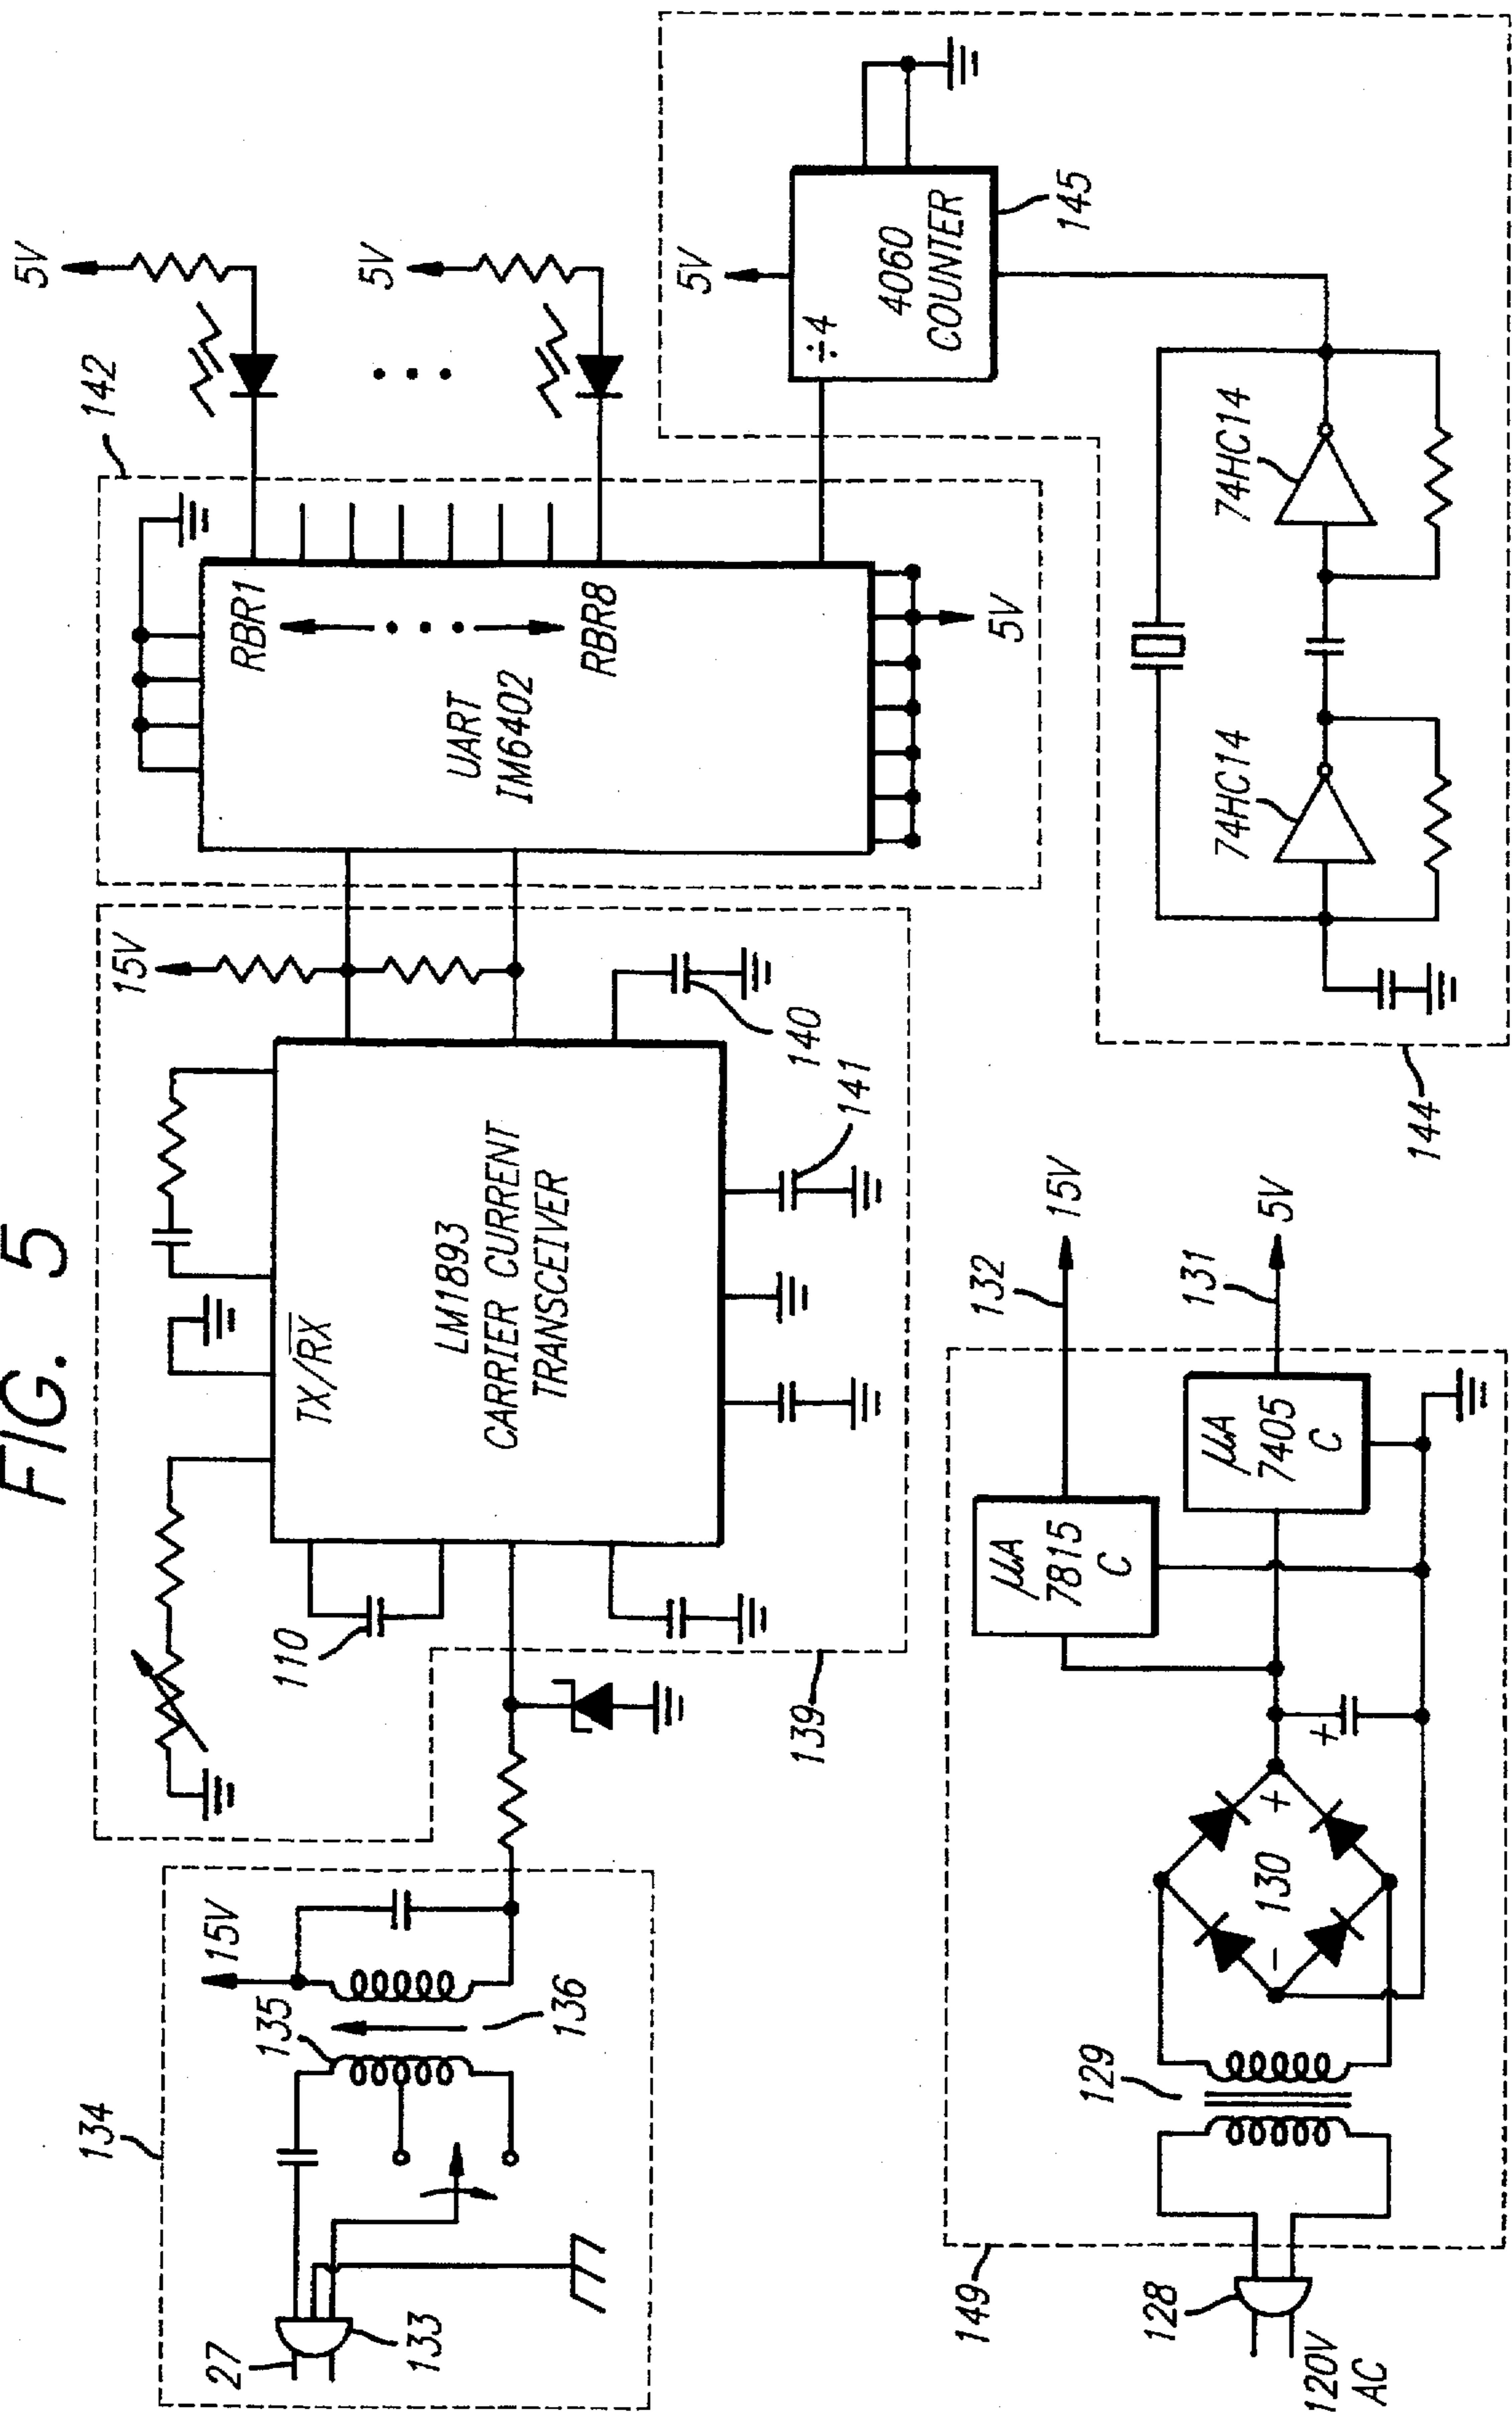 FIG. 5
134
27
133
135
136
15V
TX/RX
LM1893
CARRIER CURRENT
TRANSCEIVER
110
139
140
141
15V
142
UART
IM6402
RBR1
RBR8
5V
5V
5V
5V
÷4
4060
COUNTER
145
74HC14
74HC14
144
149
128
120V
AC
129
130
-
+
+
μA
7815
C
μA
7405
C
132
15V
131
5V